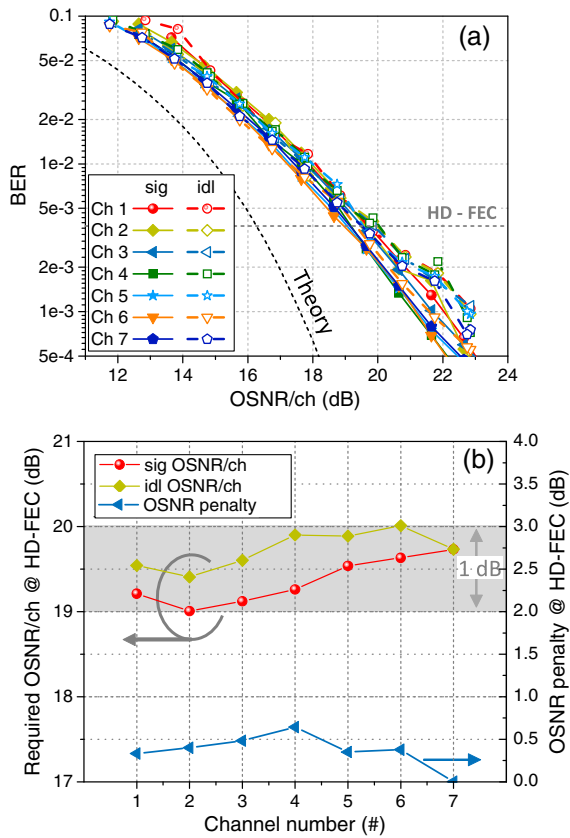 (a)
BER
0.1
5e-2
2e-2
1e-2
5e-3
2e-3
1e-3
5e-4
sig idl
Ch 1
Ch 2
Ch 3
Ch 4
Ch 5
Ch 6
Ch 7
HD - FEC
Theory
12 14 16 18 20 22 24
OSNR/ch (dB)
(b)
Required OSNR/ch @ HD-FEC (dB)
21
20
19
18
17
sig OSNR/ch
idl OSNR/ch
OSNR penalty
1 dB
4.0
3.5
3.0
2.5
2.0
1.5
1.0
0.5
0.0
OSNR penalty @ HD-FEC (dB)
1 2 3 4 5 6 7
Channel number (#)